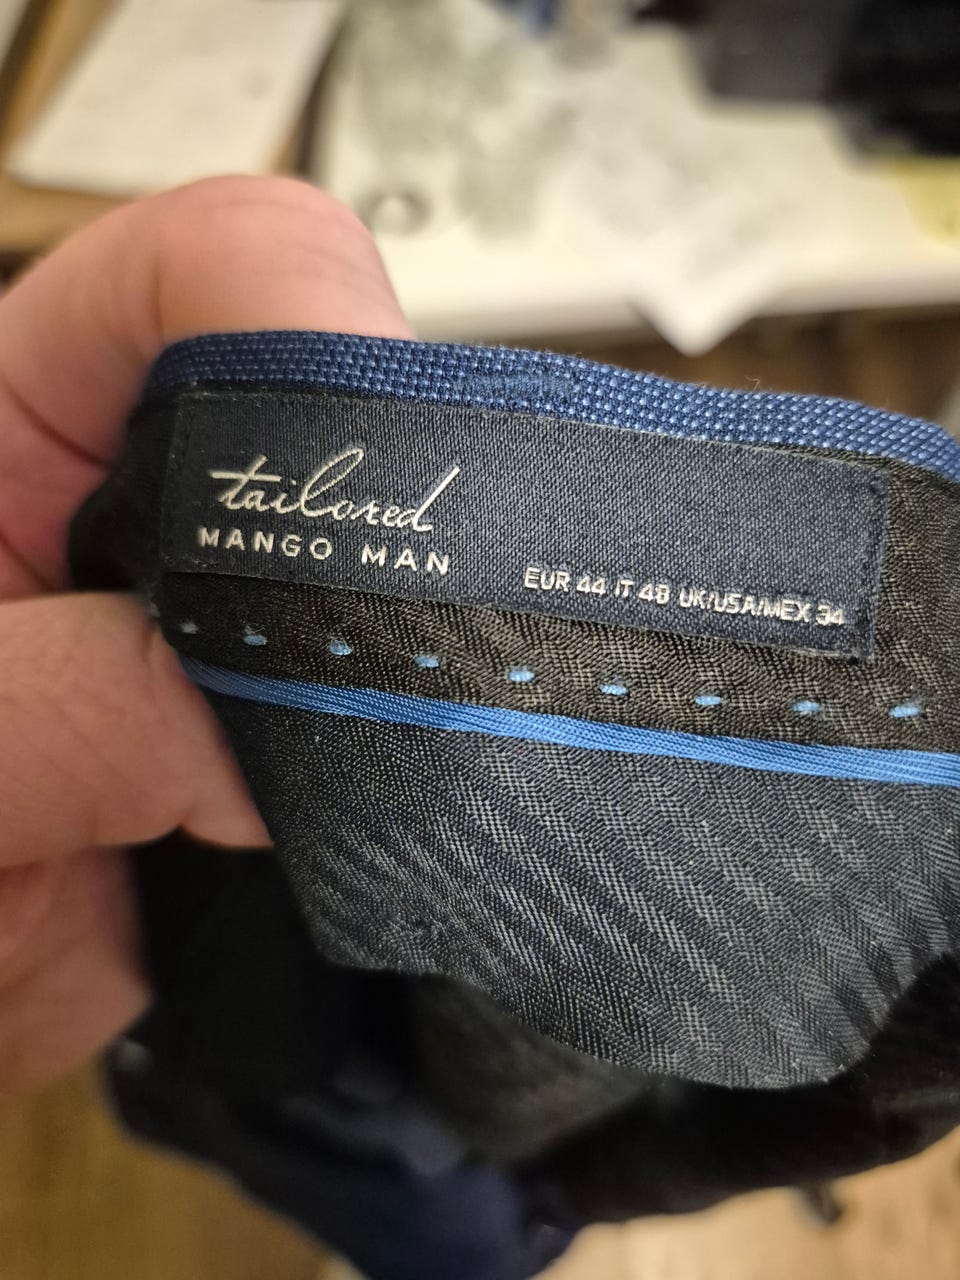 tailored
MANGO MAN
EUR 44 IT 48 UK/USA/MEX 34